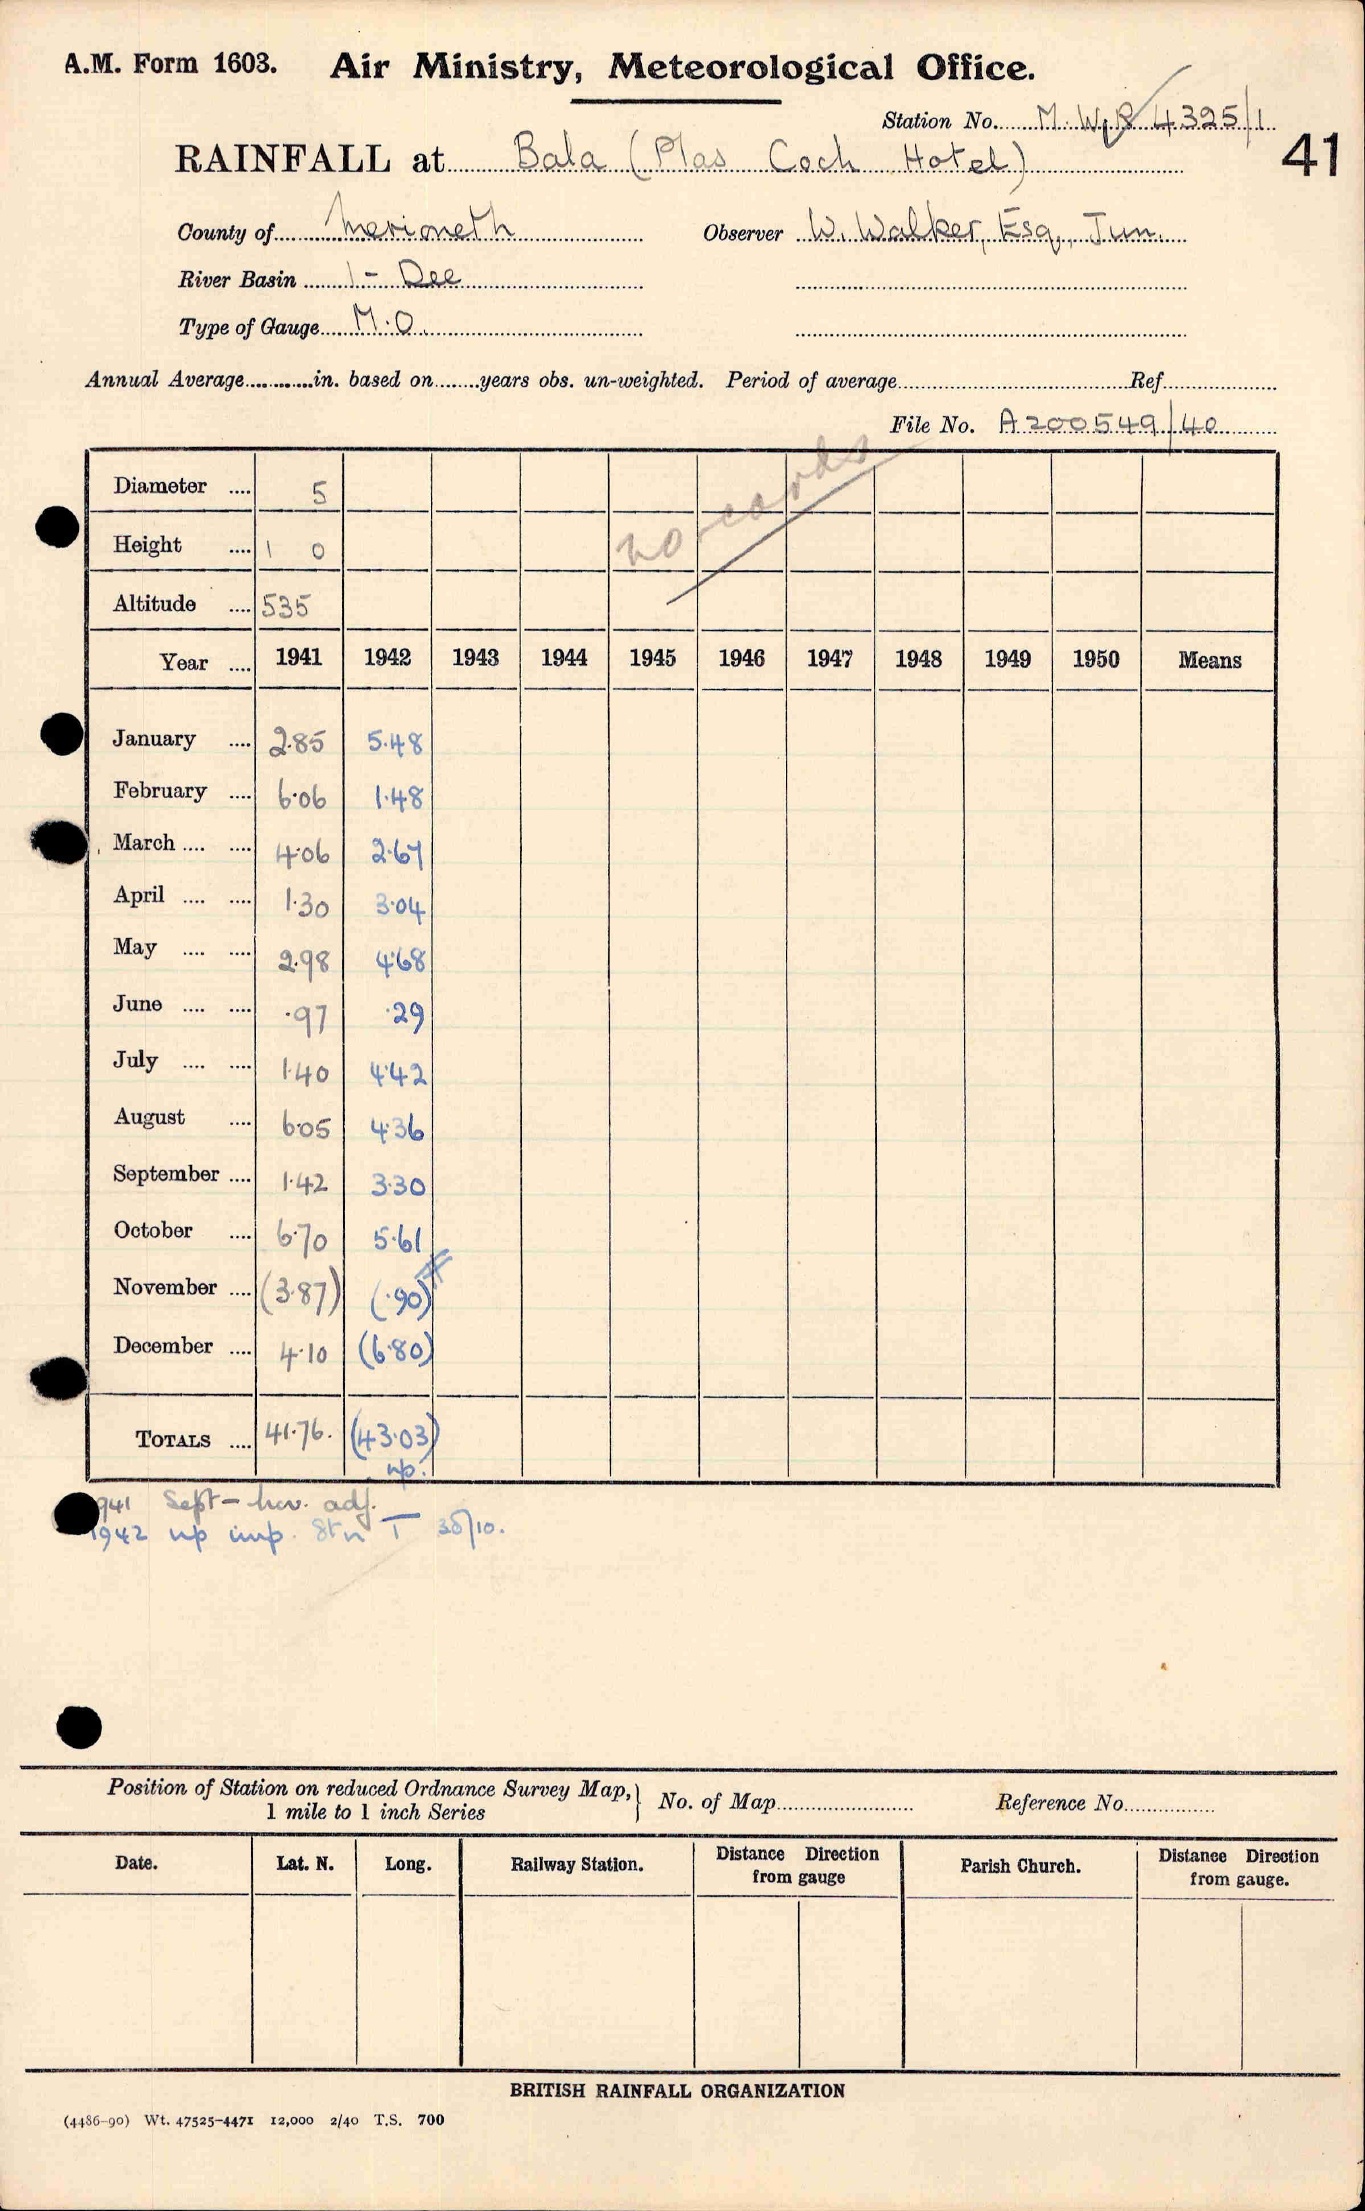 A.M. Form 1603. Air Ministry, Meteorological Office.
Station No. M.W.R 4325/1
41
RAINFALL at Bala (Plas Coch Hotel)
County of Merioneth Observer W. Walker, Esq., Jun.
River Basin 1 - Dee
Type of Gauge M.O.
Annual Average in. based on years obs. un-weighted. Period of average Ref
File No. A200549/40
no cards
Diameter .... 5
Height .... 1 0
Altitude .... 535
Year .... 1941 1942 1943 1944 1945 1946 1947 1948 1949 1950 Means
January .... 2.85 5.48
February .... 6.06 1.48
March .... .... 4.06 2.67
April .... .... 1.30 3.04
May .... .... 2.98 4.68
June .... .... .97 .29
July .... .... 1.40 4.42
August .... 6.05 4.36
September .... 1.42 3.30
October .... 6.70 5.61
November .... (3.87) (.90)
December .... 4.10 (6.80)
TOTALS .... 41.76. (43.03)
up.
941 Sept - Nov. adj.
1942 up imp. Stn T 30/10.
Position of Station on reduced Ordnance Survey Map, } No. of Map Reference No.
1 mile to 1 inch Series
Date. Lat. N. Long. Railway Station. Distance Direction from gauge Parish Church. Distance Direction from gauge.
BRITISH RAINFALL ORGANIZATION
(4486-90) Wt. 47525-4471 12,000 2/40 T.S. 700